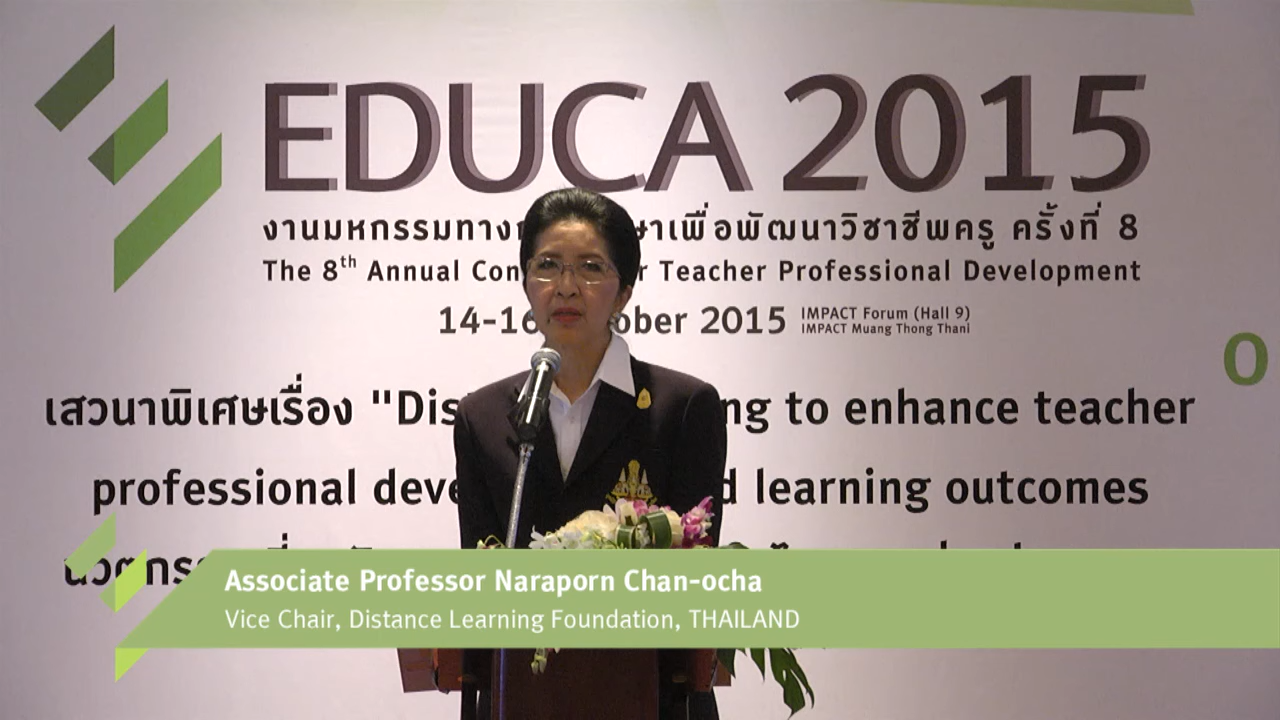 EDUCA 2015
งานมหกรรมทาง ษาเพื่อพัฒนาวิชาชีพครู ครั้งที่ 8
The 8th Annual Con r Teacher Professional Development
14-16 ober 2015 IMPACT Forum (Hall 9)
IMPACT Muang Thong Thani
O
เสวนาพิเศษเรื่อง "Dis ng to enhance teacher
professional deve d learning outcomes
Associate Professor Naraporn Chan-ocha
Vice Chair, Distance Learning Foundation, THAILAND